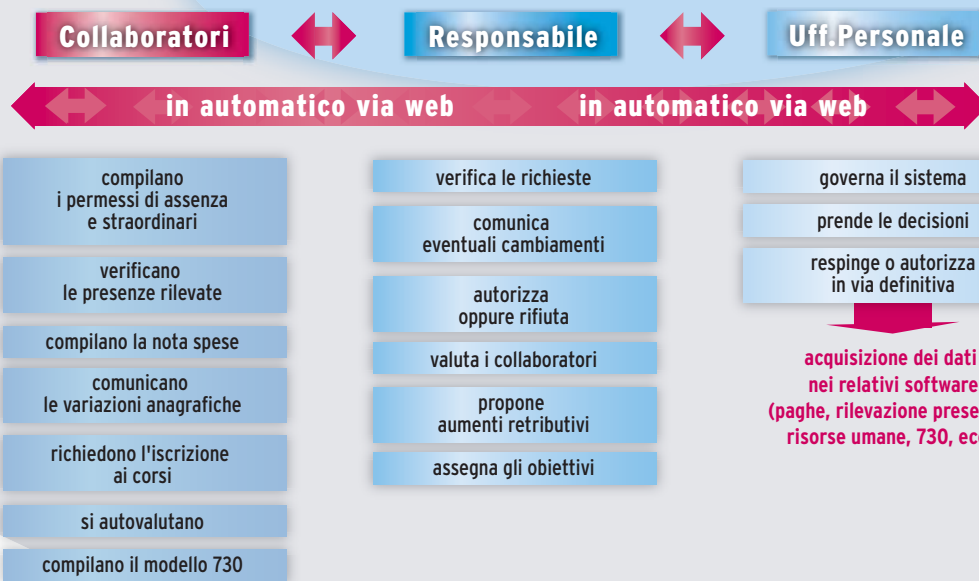 Collaboratori
Responsabile
Uff.Personale
in automatico via web
in automatico via web
compilano
i permessi di assenza
e straordinari
verificano
le presenze rilevate
compilano la nota spese
comunicano
le variazioni anagrafiche
richiedono l'iscrizione
ai corsi
si autovalutano
compilano il modello 730
verifica le richieste
comunica
eventuali cambiamenti
autorizza
oppure rifiuta
valuta i collaboratori
propone
aumenti retributivi
assegna gli obiettivi
governa il sistema
prende le decisioni
respinge o autorizza
in via definitiva
acquisizione dei dati
nei relativi software
(paghe, rilevazione
risorse umane, 730,